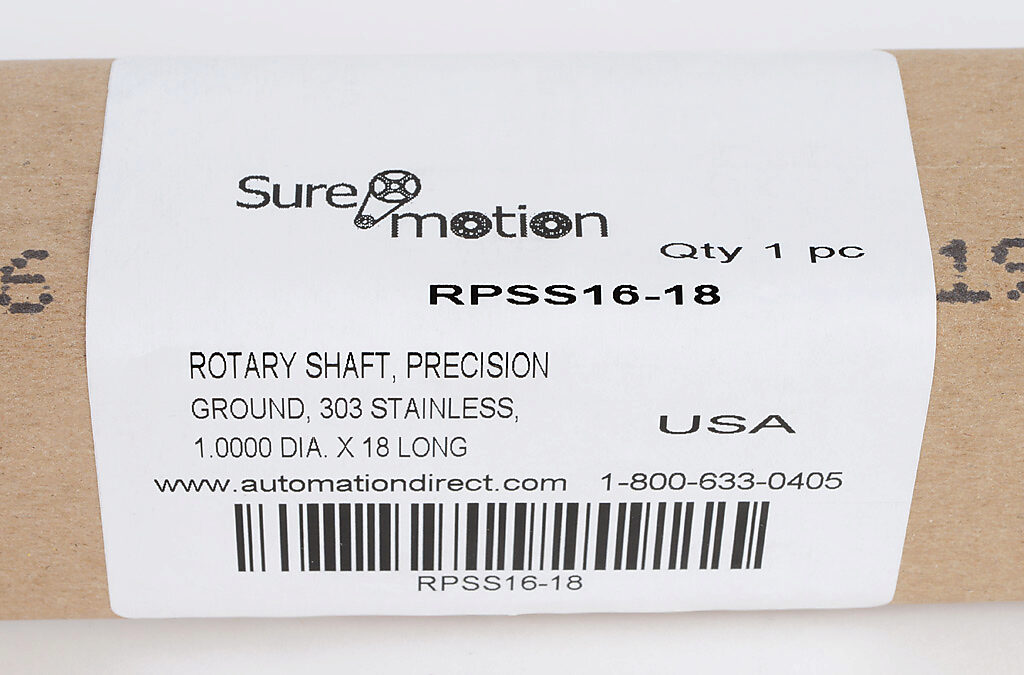 Sure motion
Qty 1 pc
RPSS16-18
ROTARY SHAFT, PRECISION
GROUND, 303 STAINLESS,
1.0000 DIA. X 18 LONG
USA
www.automationdirect.com 1-800-633-0405
RPSS16-18